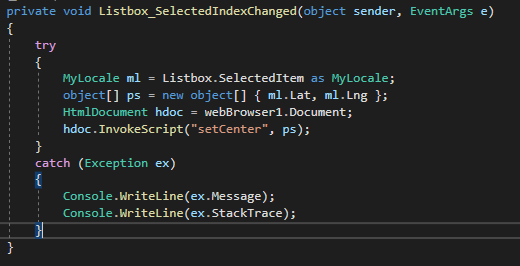 private void Listbox_SelectedIndexChanged(object sender, EventArgs e)
{
    try
    {
        MyLocale ml = Listbox.SelectedItem as MyLocale;
        object[] ps = new object[] { ml.Lat, ml.Lng };
        HtmlDocument hdoc = webBrowser1.Document;
        hdoc.InvokeScript("setCenter", ps);
    }
    catch (Exception ex)
    {
        Console.WriteLine(ex.Message);
        Console.WriteLine(ex.StackTrace);
    }
}